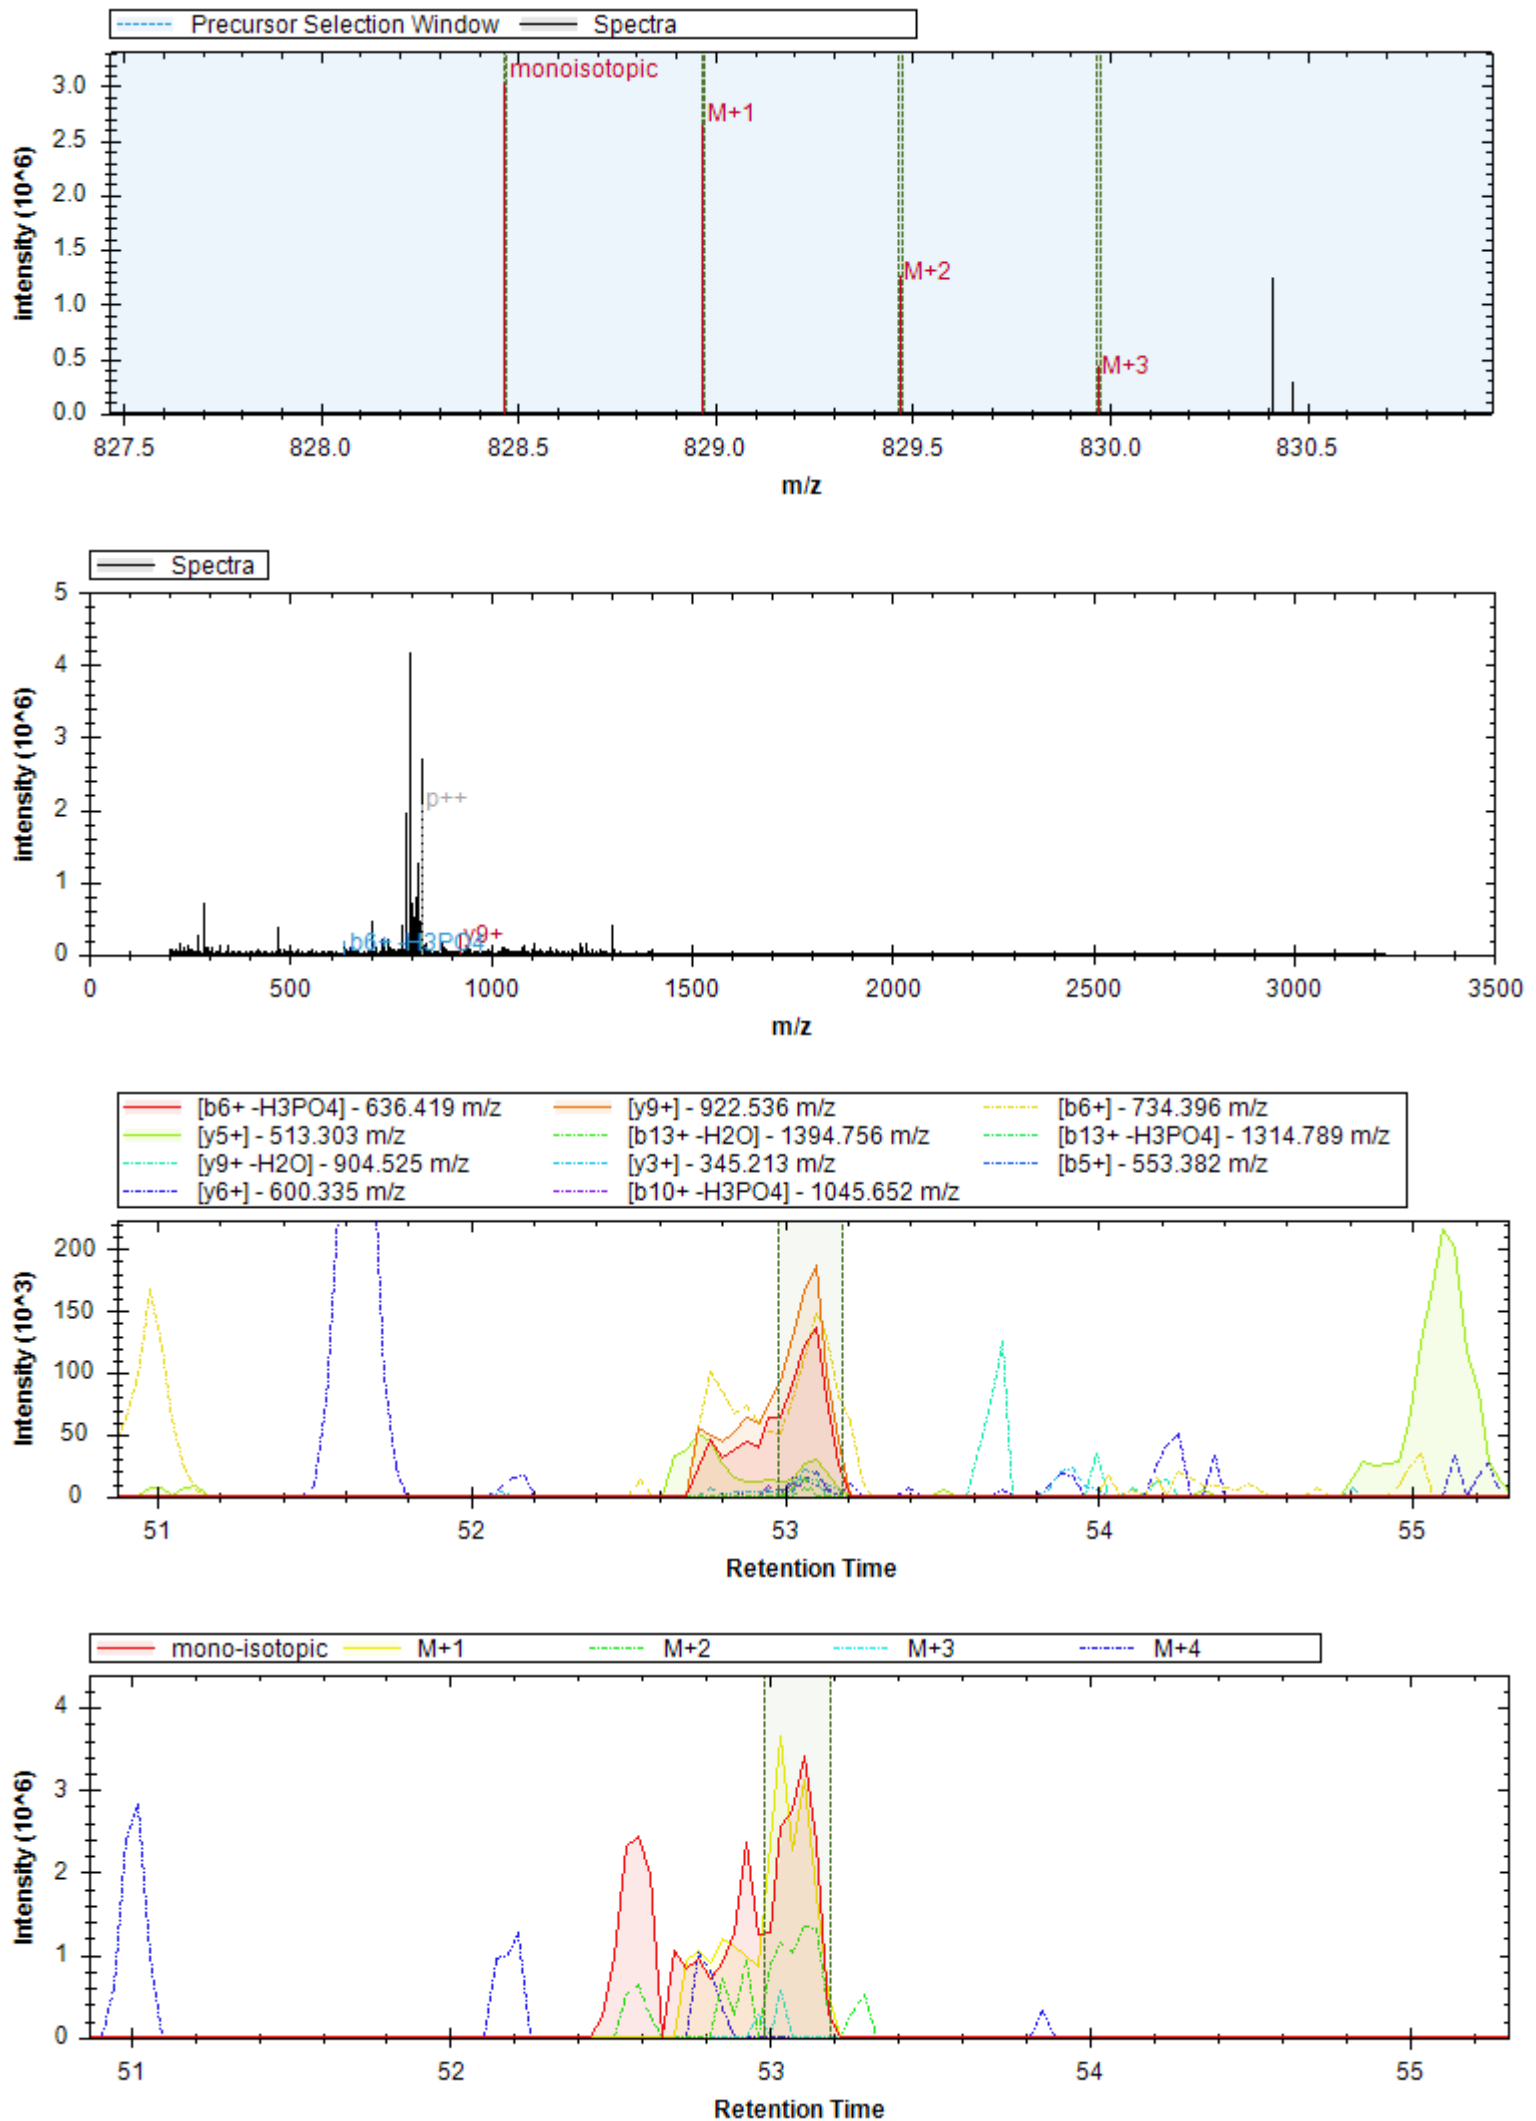 Precursor Selection Window Spectra
monoisotopic
M+1
M+2
M+3
intensity (10^6)
3.0
2.5
2.0
1.5
1.0
0.5
0.0
827.5 828.0 828.5 829.0 829.5 830.0 830.5
m/z
Spectra
intensity (10^6)
5
4
3
2
1
0
p++
b6+ -H3PO4
y9+
0 500 1000 1500 2000 2500 3000 3500
m/z
[b6+ -H3PO4] - 636.419 m/z [y9+] - 922.536 m/z [b6+] - 734.396 m/z
[y5+] - 513.303 m/z [b13+ -H2O] - 1394.756 m/z [b13+ -H3PO4] - 1314.789 m/z
[y9+ -H2O] - 904.525 m/z [y3+] - 345.213 m/z [b5+] - 553.382 m/z
[y6+] - 600.335 m/z [b10+ -H3PO4] - 1045.652 m/z
Intensity (10^3)
200
150
100
50
0
51 52 53 54 55
Retention Time
mono-isotopic M+1 M+2 M+3 M+4
Intensity (10^6)
4
3
2
1
0
51 52 53 54 55
Retention Time